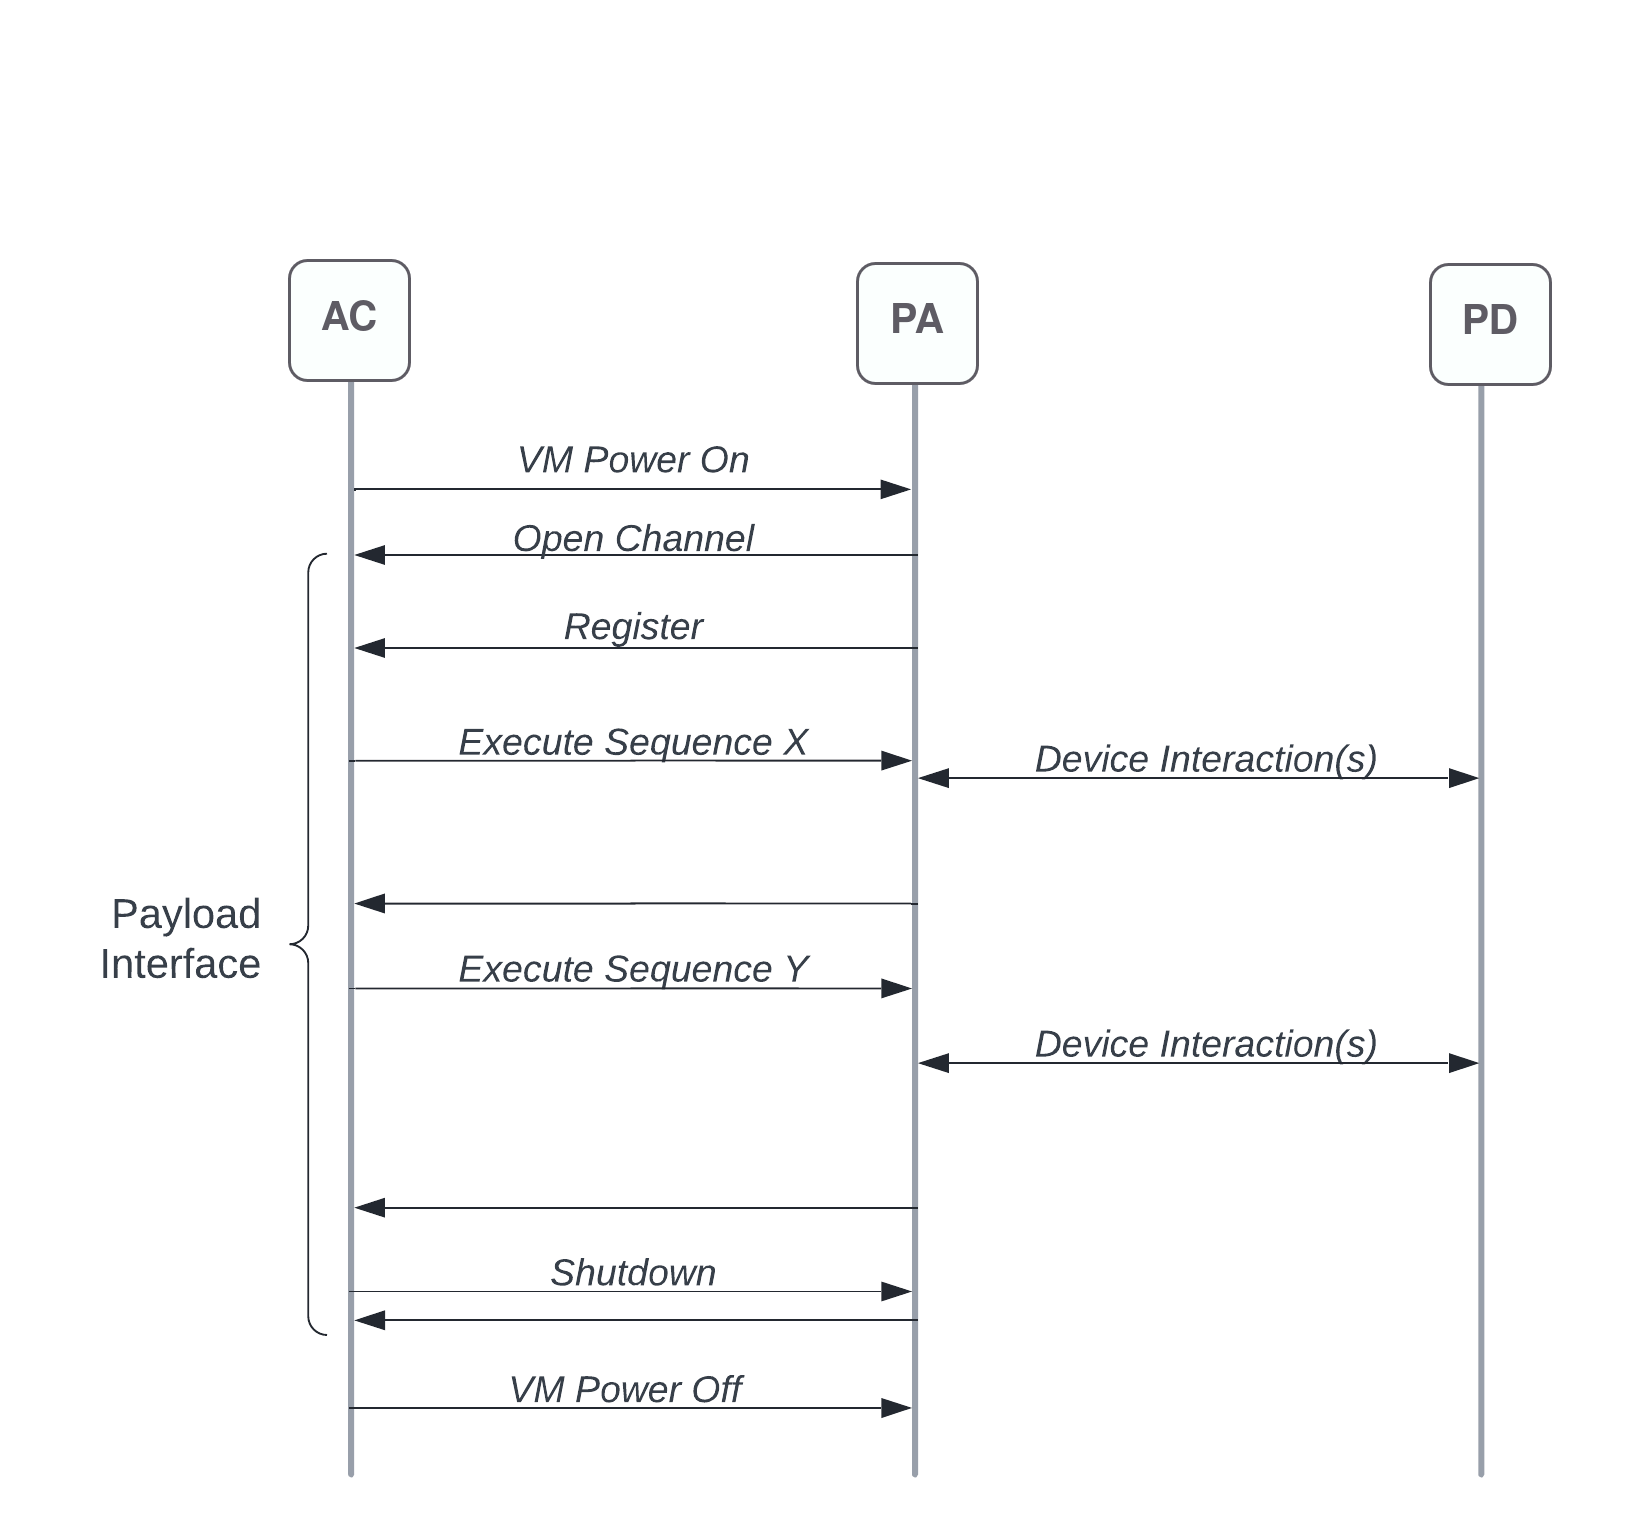 AC
PA
PD
VM Power On
Open Channel
Register
Execute Sequence X
Device Interaction(s)
Payload
Interface
Execute Sequence Y
Device Interaction(s)
Shutdown
VM Power Off